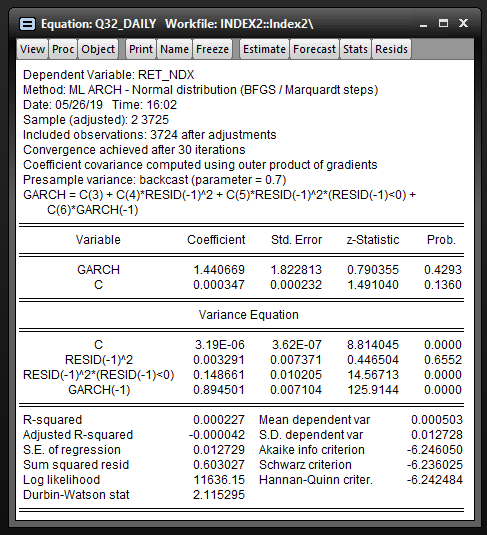 Equation: Q32_DAILY Workfile: INDEX2::Index2\
View Proc Object Print Name Freeze Estimate Forecast Stats Resids
Dependent Variable: RET_NDX
Method: ML ARCH - Normal distribution (BFGS / Marquardt steps)
Date: 05/26/19 Time: 16:02
Sample (adjusted): 2 3725
Included observations: 3724 after adjustments
Convergence achieved after 30 iterations
Coefficient covariance computed using outer product of gradients
Presample variance: backcast (parameter = 0.7)
GARCH = C(3) + C(4)*RESID(-1)^2 + C(5)*RESID(-1)^2*(RESID(-1)<0) +
C(6)*GARCH(-1)
Variable Coefficient Std. Error z-Statistic Prob.
GARCH 1.440669 1.822813 0.790355 0.4293
C 0.000347 0.000232 1.491040 0.1360
Variance Equation
C 3.19E-06 3.62E-07 8.814045 0.0000
RESID(-1)^2 0.003291 0.007371 0.446504 0.6552
RESID(-1)^2*(RESID(-1)<0) 0.148661 0.010205 14.56713 0.0000
GARCH(-1) 0.894501 0.007104 125.9144 0.0000
R-squared 0.000227 Mean dependent var 0.000503
Adjusted R-squared -0.000042 S.D. dependent var 0.012728
S.E. of regression 0.012729 Akaike info criterion -6.246050
Sum squared resid 0.603027 Schwarz criterion -6.236025
Log likelihood 11636.15 Hannan-Quinn criter. -6.242484
Durbin-Watson stat 2.115295